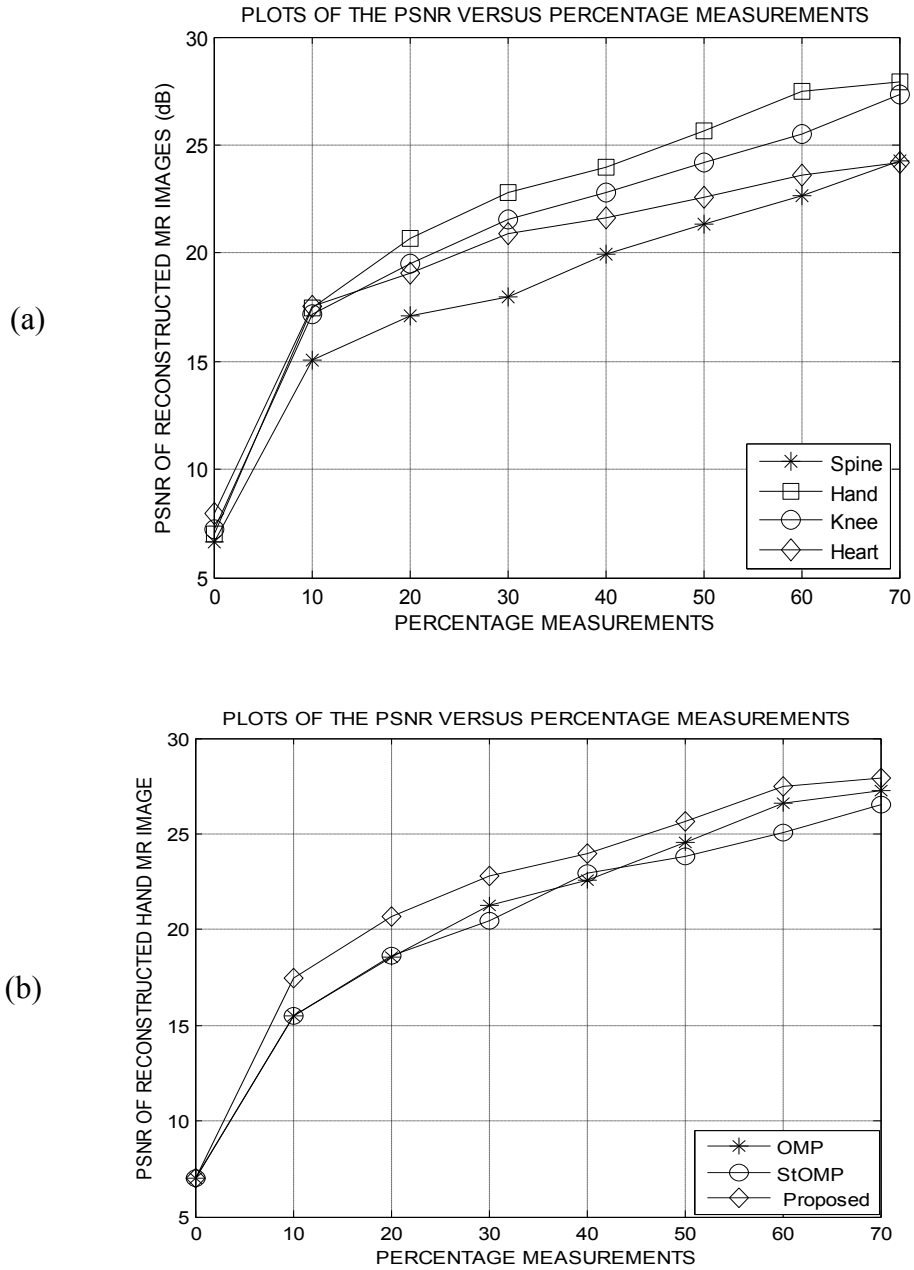 PLOTS OF THE PSNR VERSUS PERCENTAGE MEASUREMENTS
30
25
20
15
10
5
PSNR OF RECONSTRUCTED MR IMAGES (dB)
(a)
Spine
Hand
Knee
Heart
0 10 20 30 40 50 60 70
PERCENTAGE MEASUREMENTS
PLOTS OF THE PSNR VERSUS PERCENTAGE MEASUREMENTS
30
25
20
15
10
5
PSNR OF RECONSTRUCTED HAND MR IMAGE
(b)
OMP
StOMP
Proposed
0 10 20 30 40 50 60 70
PERCENTAGE MEASUREMENTS